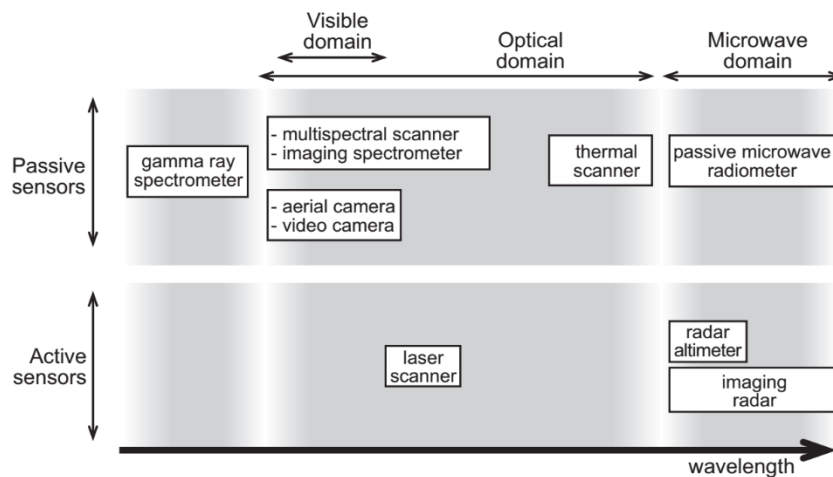 Visible
domain
Optical
domain
Microwave
domain
Passive
sensors
gamma ray
spectrometer
- multispectral scanner
- imaging spectrometer
- aerial camera
- video camera
thermal
scanner
passive microwave
radiometer
Active
sensors
laser
scanner
radar
altimeter
imaging
radar
wavelength